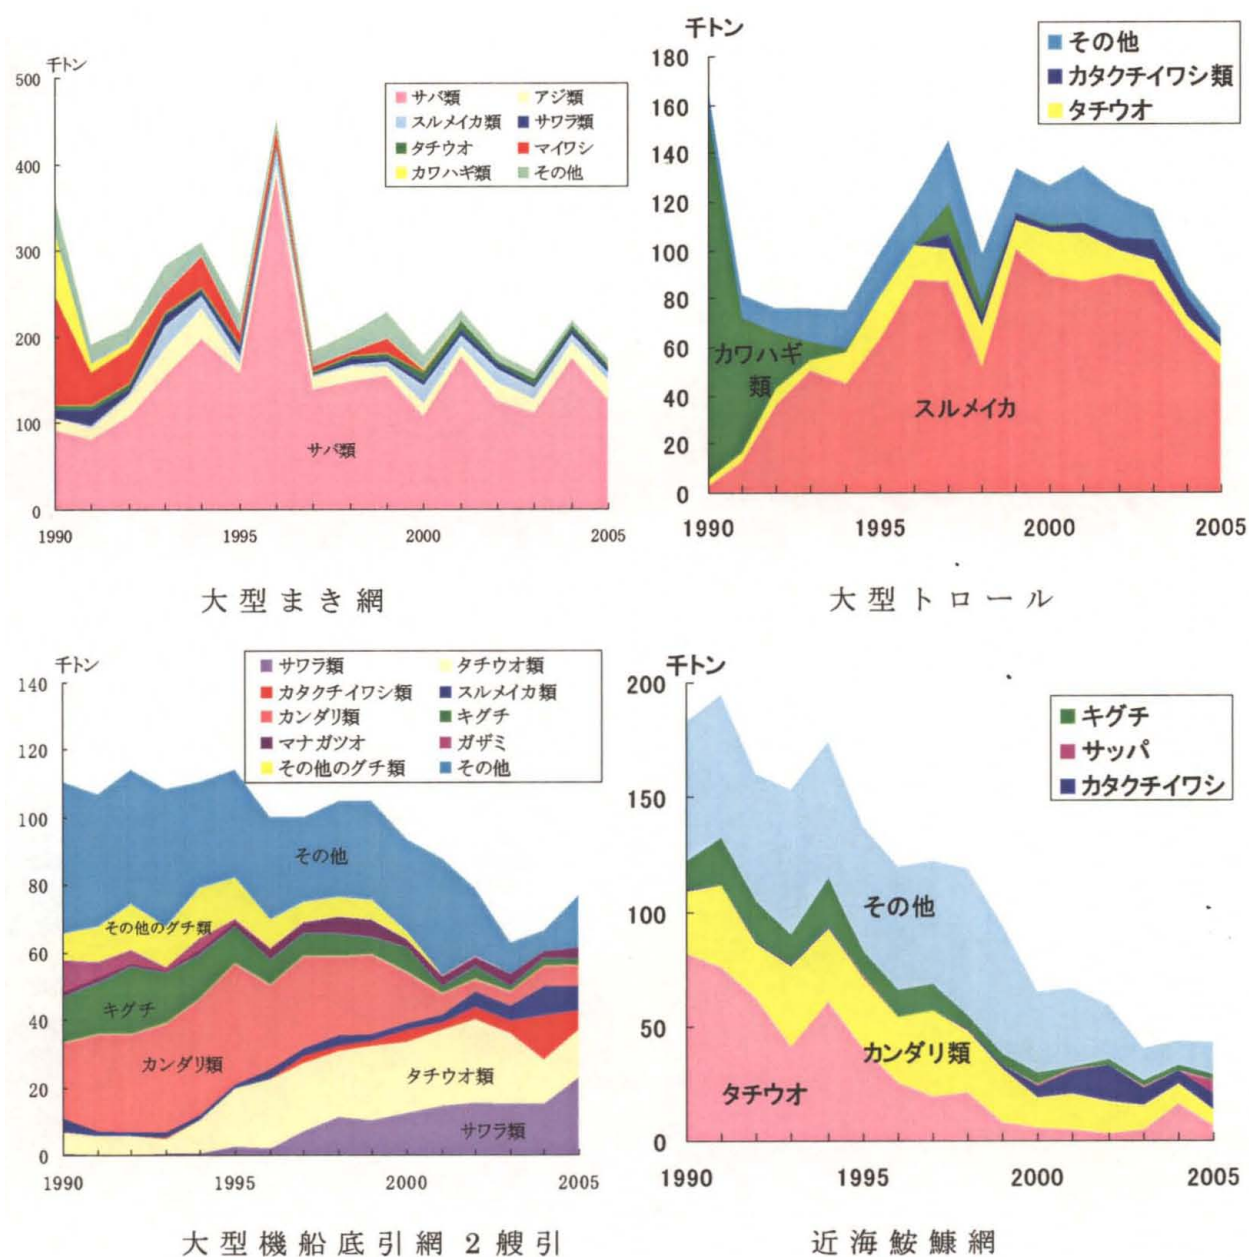 千トン
500
400
300
200
100
0
1990
1995
2000
2005
サバ類
アジ類
スルメイカ類
サワラ類
タチウオ
マイワシ
カワハギ類
その他
サバ類
大型まき網
千トン
180
160
140
120
100
80
60
40
20
0
1990
1995
2000
2005
その他
カタクチイワシ類
タチウオ
カワハギ
類
スルメイカ
大型トロール
千トン
140
120
100
80
60
40
20
0
1990
1995
2000
2005
サワラ類
タチウオ類
カタクチイワシ類
スルメイカ類
カンダリ類
キグチ
マナガツオ
ガザミ
その他のグチ類
その他
その他
その他のグチ類
キグチ
カンダリ類
タチウオ類
サワラ類
大型機船底引網2艘引
千トン
200
150
100
50
0
1990
1995
2000
2005
キグチ
サッパ
カタクチイワシ
その他
カンダリ類
タチウオ
近海鮟鱇網